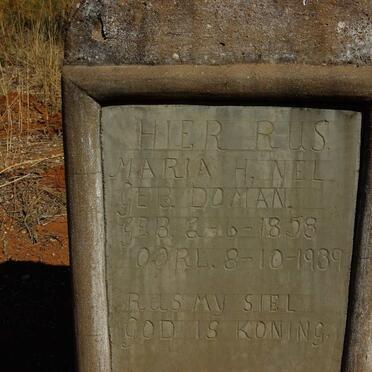 HIER RUS.
MARIA H. NEL
GEB. DOMAN.
GEB. 2-6-1858
OORL. 8-10-1939
RUS MY SIEL
GOD IS KONING.